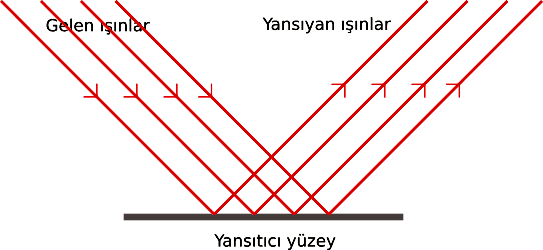 Gelen ışınlar
Yansıyan ışınlar
Yansıtıcı yüzey